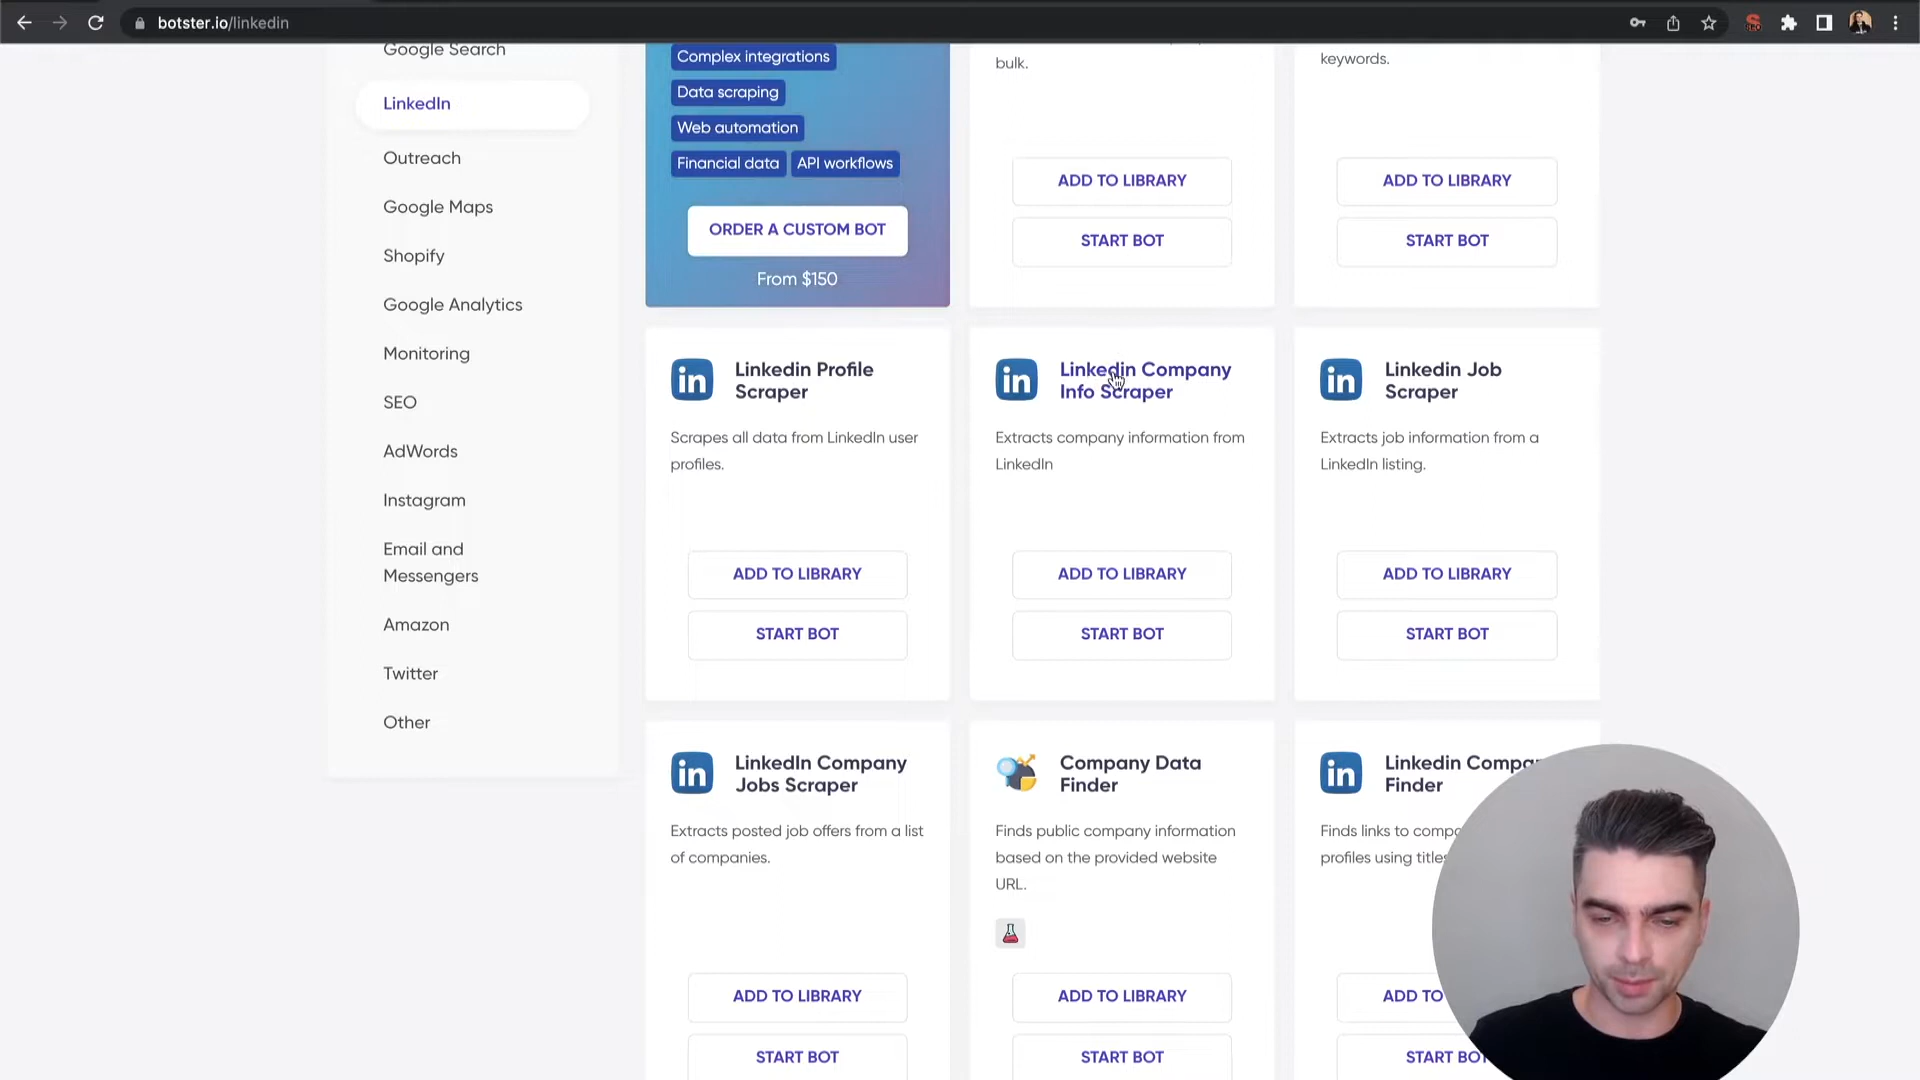 botster.io/linkedin
Google Search
LinkedIn
Outreach
Google Maps
Shopify
Google Analytics
Monitoring
SEO
AdWords
Instagram
Email and
Messengers
Amazon
Twitter
Other
Complex integrations
Data scraping
Web automation
Financial data API workflows
ORDER A CUSTOM BOT
From $150
bulk.
ADD TO LIBRARY
START BOT
keywords.
ADD TO LIBRARY
START BOT
Linkedin Profile
Scraper
Scrapes all data from LinkedIn user
profiles.
ADD TO LIBRARY
START BOT
Linkedin Company
Info Scraper
Extracts company information from
LinkedIn
ADD TO LIBRARY
START BOT
Linkedin Job
Scraper
Extracts job information from a
LinkedIn listing.
ADD TO LIBRARY
START BOT
LinkedIn Company
Jobs Scraper
Extracts posted job offers from a list
of companies.
ADD TO LIBRARY
START BOT
Company Data
Finder
Finds public company information
based on the provided website
URL.
ADD TO LIBRARY
START BOT
Linkedin
Finder
Finds links to
profiles using
ADD TO
START